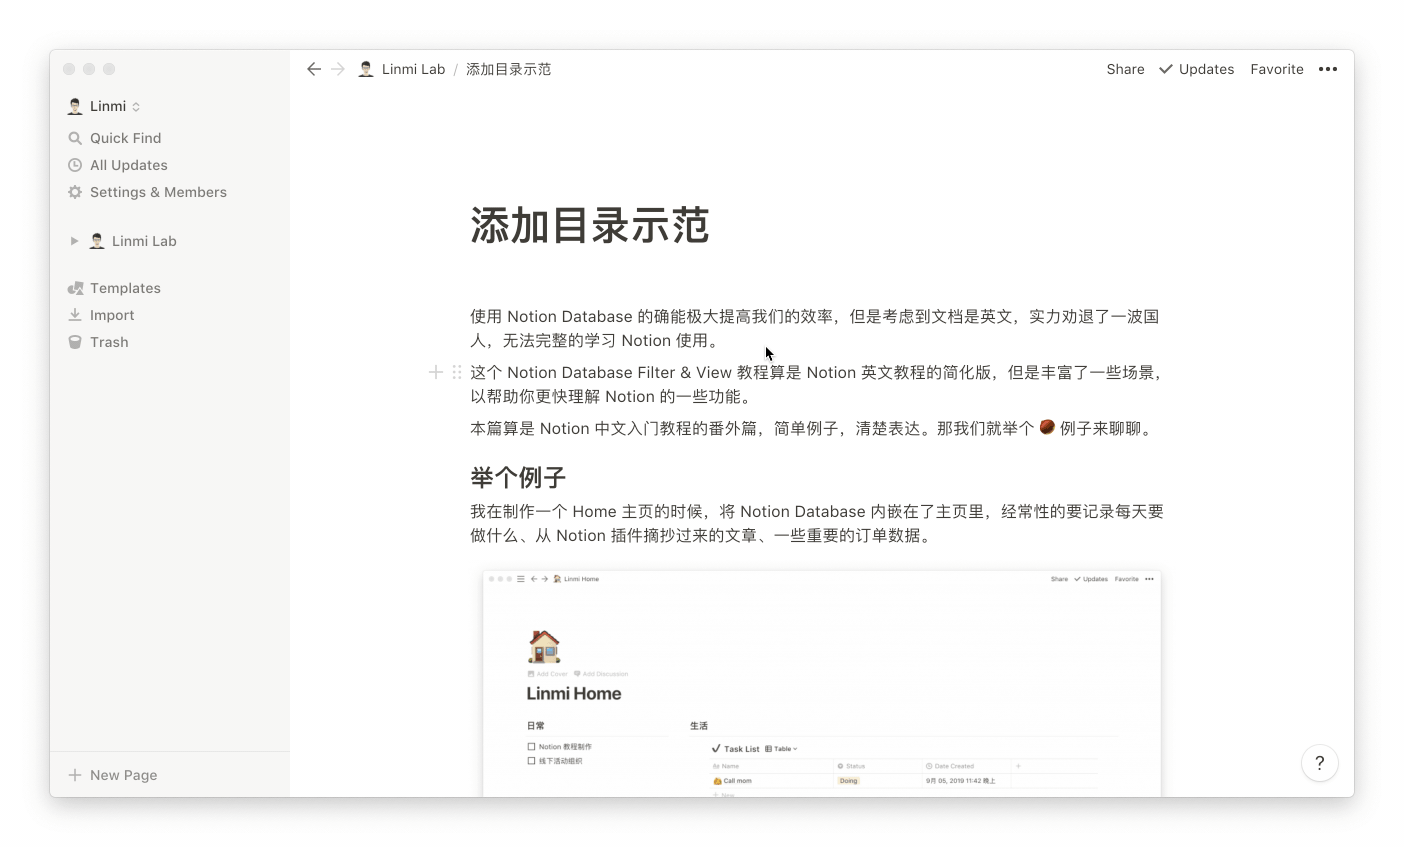 Linmi Lab / 添加目录示范
Share Updates Favorite •••
Linmi
Quick Find
All Updates
Settings & Members
Linmi Lab
Templates
Import
Trash
New Page
添加目录示范
使用 Notion Database 的确能极大提高我们的效率，但是考虑到文档是英文，实力劝退了一波国
人，无法完整的学习 Notion 使用。
这个 Notion Database Filter & View 教程算是 Notion 英文教程的简化版，但是丰富了一些场景，
以帮助你更快理解 Notion 的一些功能。
本篇算是 Notion 中文入门教程的番外篇，简单例子，清楚表达。那我们就举个 🌰 例子来聊聊。
举个例子
我在制作一个 Home 主页的时候，将 Notion Database 内嵌在了主页里，经常性的要记录每天要
做什么、从 Notion 插件摘抄过来的文章、一些重要的订单数据。
Linmi Home
Share Updates Favorite •••
Add Cover Add Discussion
Linmi Home
日常
Notion 教程制作
线下活动组织
生活
Task List Table
Name Status Date Created +
Call mom Doing 9月 05, 2019 11:42 晚上
+ New
?